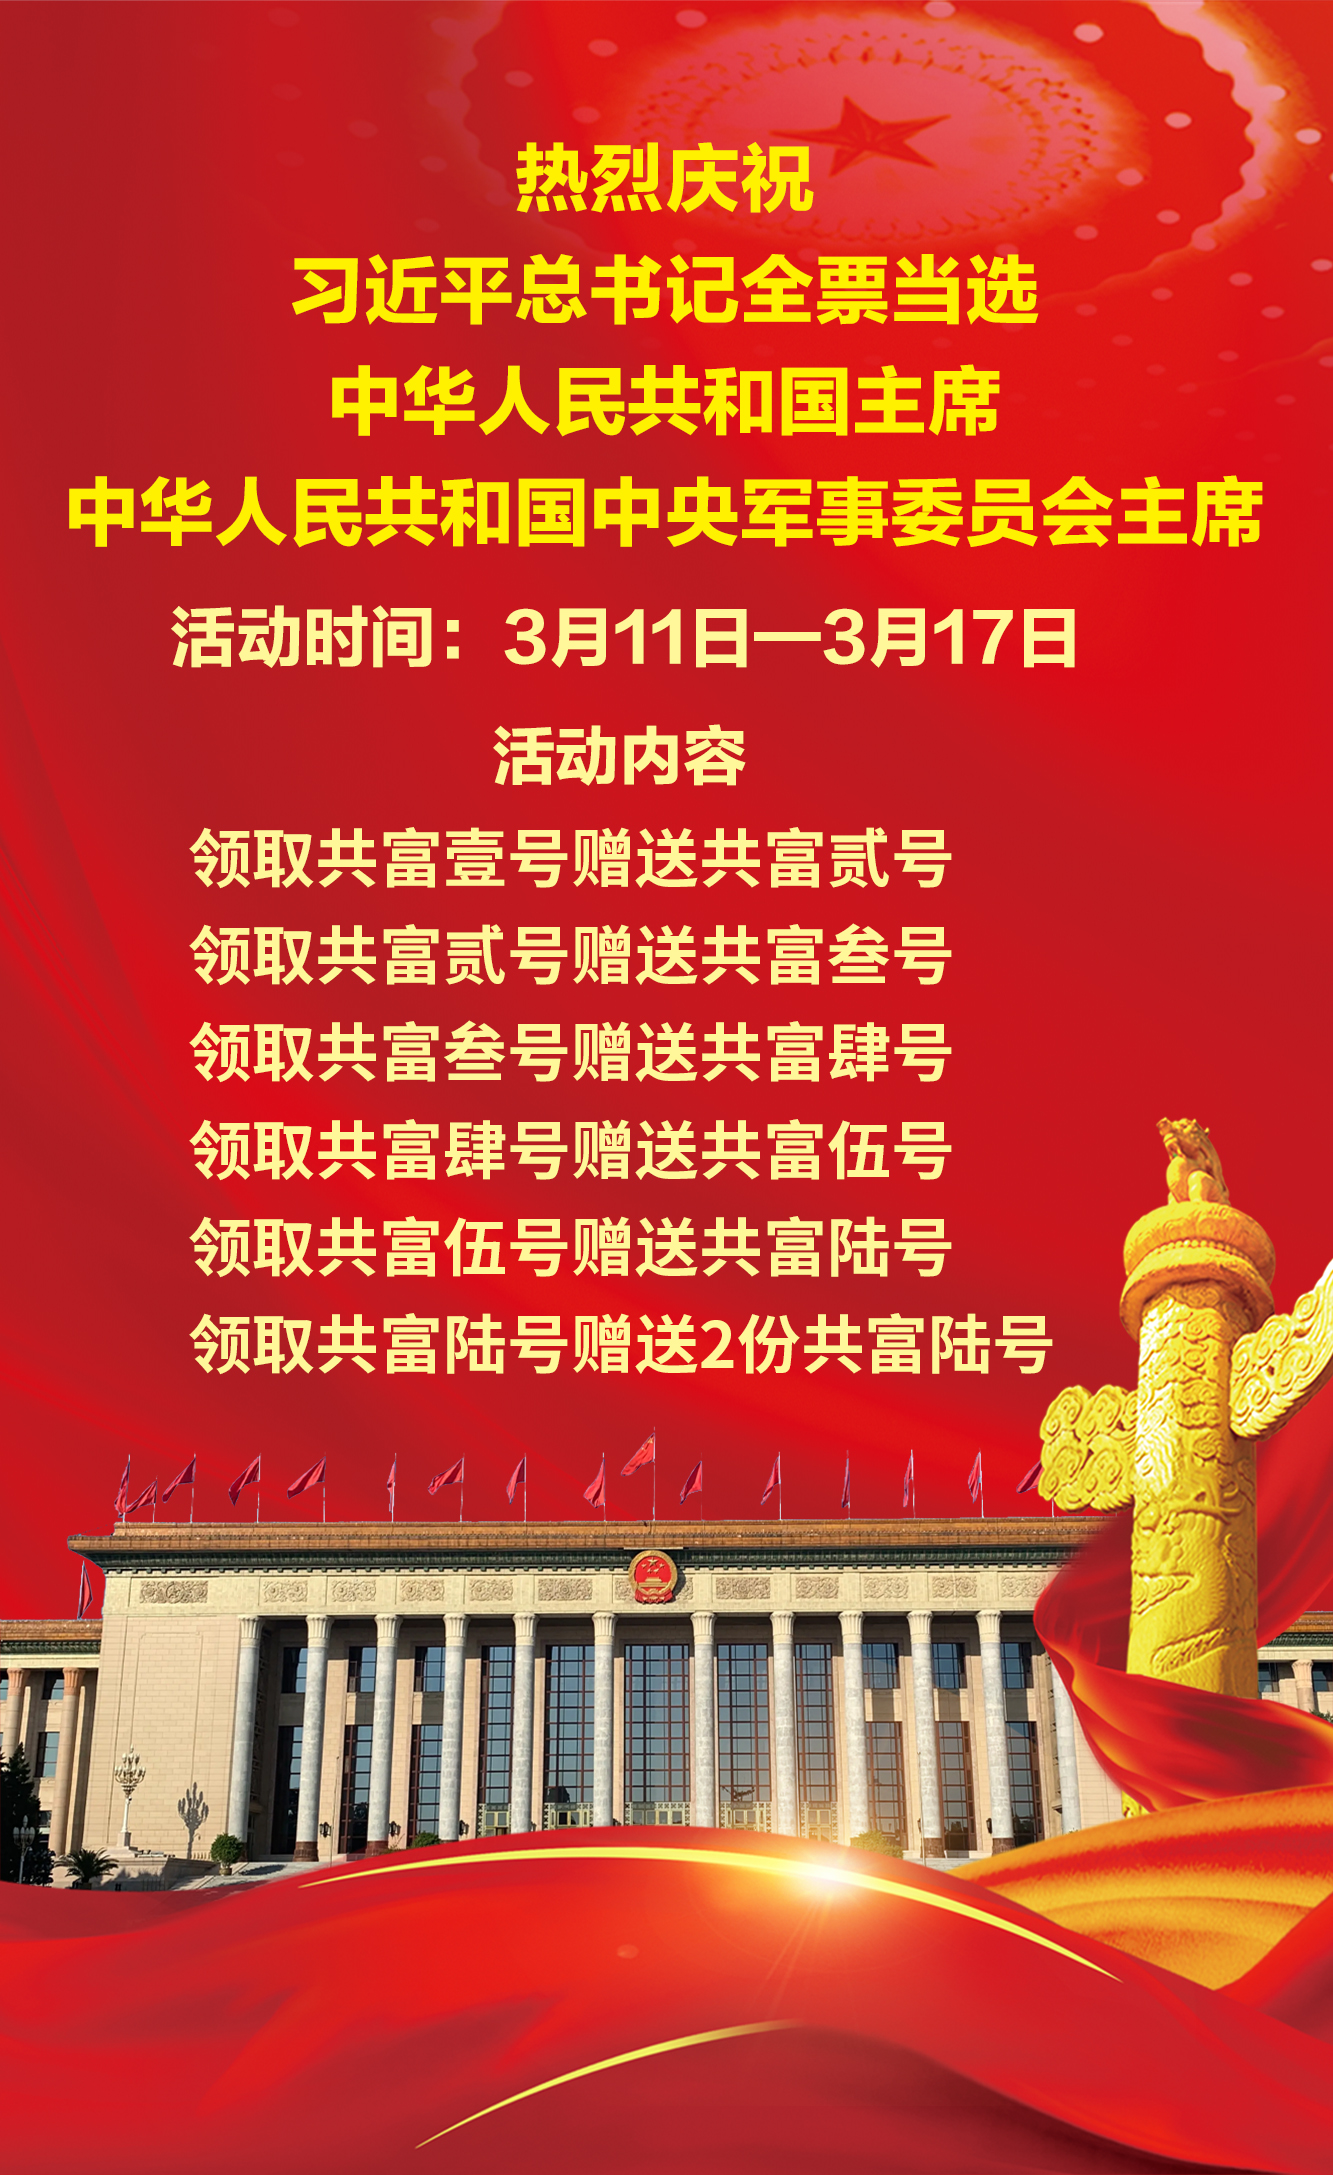 热烈庆祝
习近平总书记全票当选
中华人民共和国主席
中华人民共和国中央军事委员会主席
活动时间：3月11日—3月17日
活动内容
领取共富壹号赠送共富贰号
领取共富贰号赠送共富叁号
领取共富叁号赠送共富肆号
领取共富肆号赠送共富伍号
领取共富伍号赠送共富陆号
领取共富陆号赠送2份共富陆号